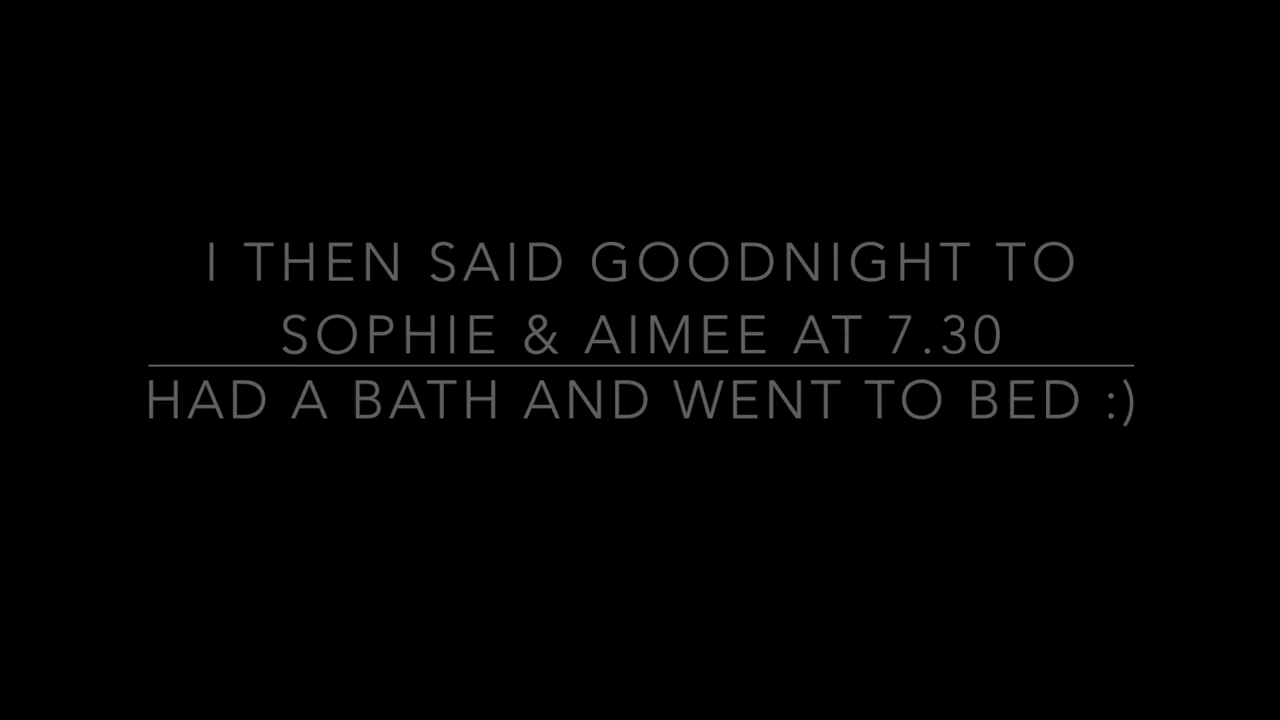 I THEN SAID GOODNIGHT TO
SOPHIE & AIMEE AT 7.30
HAD A BATH AND WENT TO BED :)